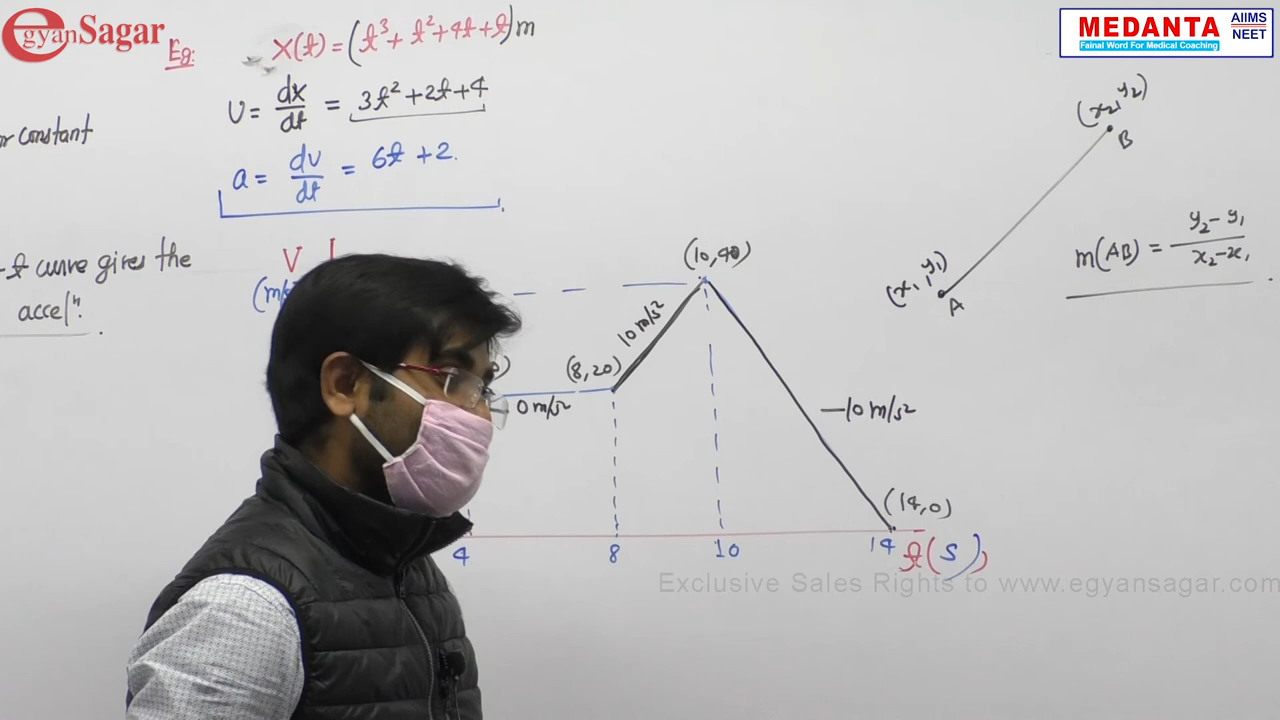 egyanSagar
MEDANTA
AIIMS
NEET
Fainal Word For Medical Coaching
Eg:
x(t) = (t³ + t² + 4t + 8)m
v = dx/dt = 3t² + 2t + 4
a = dv/dt = 6t + 2.
or constant
-t curve gives the
accelⁿ.
(x₂, y₂)
B
(x₁, y₁)
A
m(AB) = y₂ - y₁ / x₂ - x₁
V
(10, 40)
10 m/s²
(8, 20)
0 m/s²
-10 m/s²
(14, 0)
4 8 10 14 t(s)
Exclusive Sales Rights to www.egyansagar.com